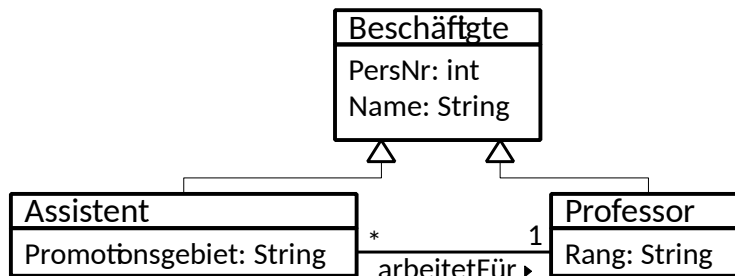 Beschäftigte
PersNr: int
Name: String
Assistent
Promotionsgebiet: String
* 1
arbeitetFür
Professor
Rang: String